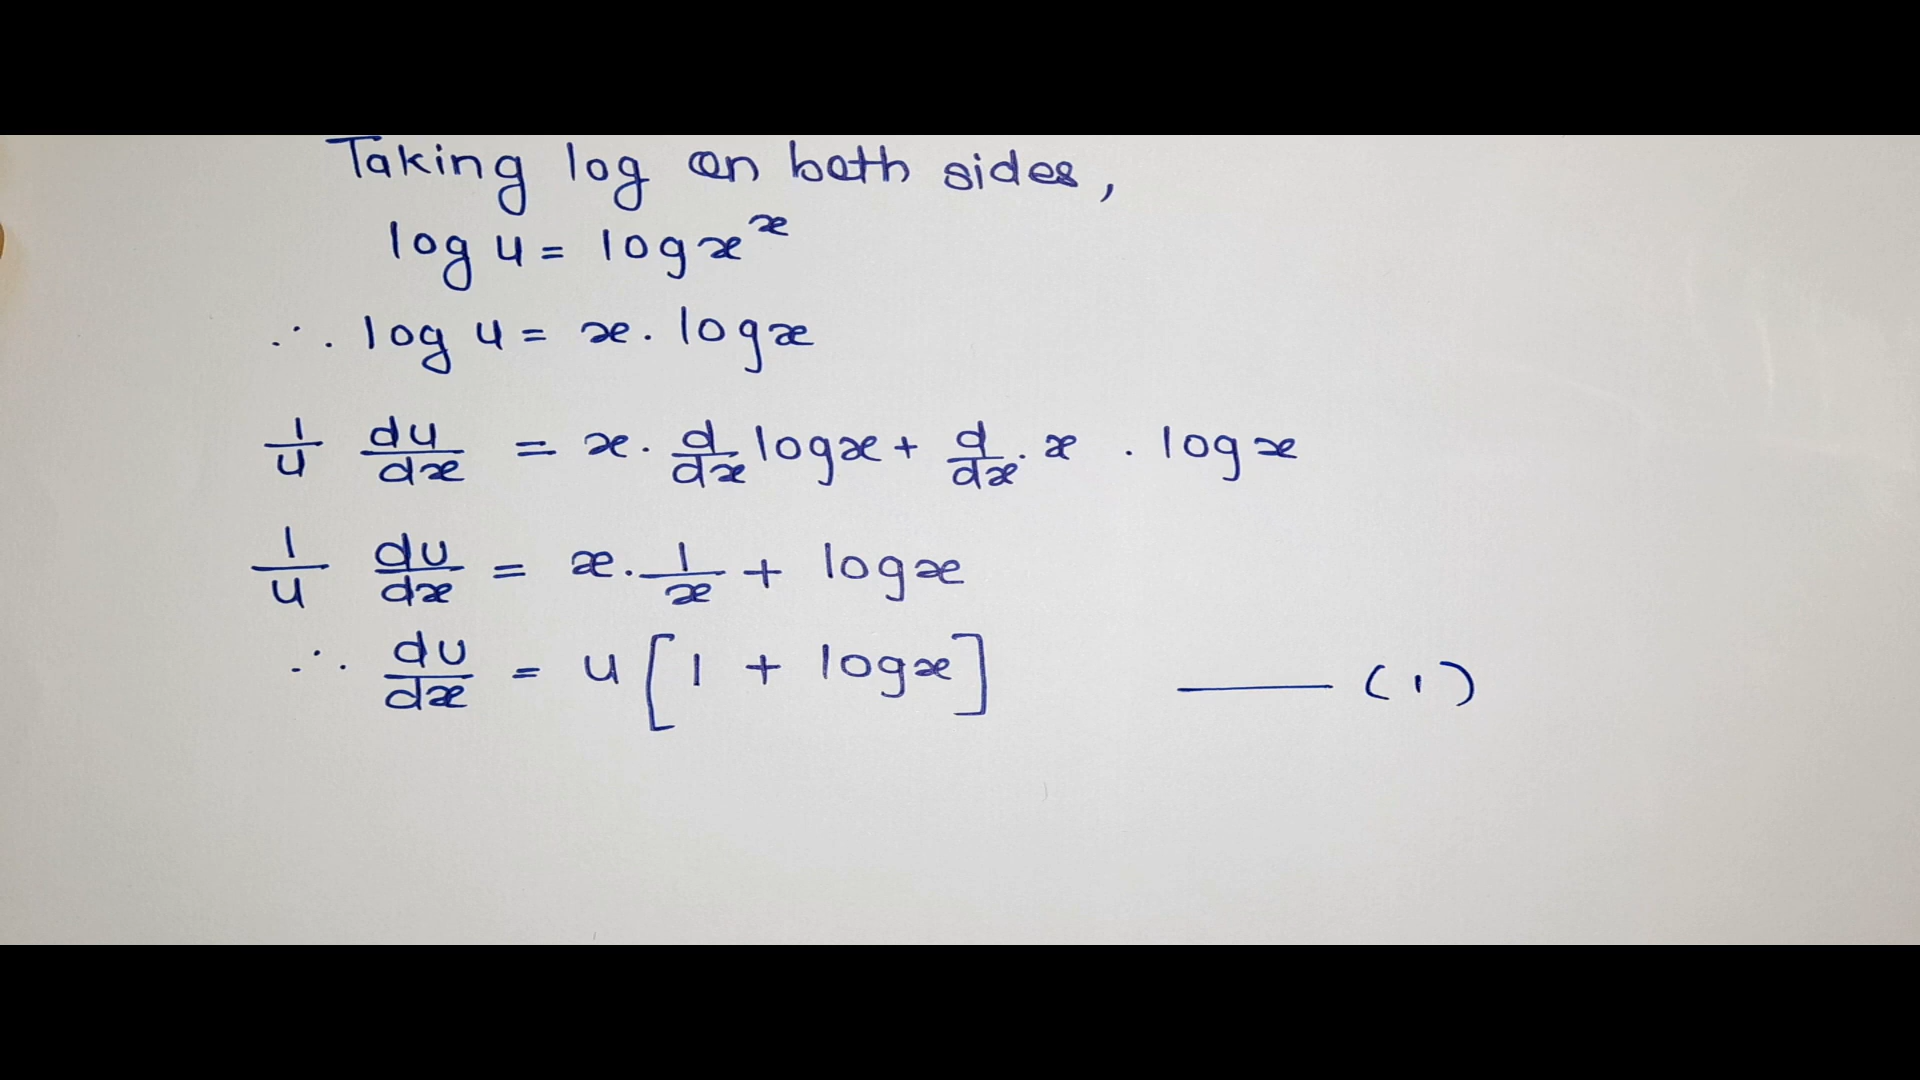 Taking log on both sides,
log u = log x^x
∴ log u = x . log x
1/u du/dx = x . d/dx log x + d/dx . x . log x
1/u du/dx = x . 1/x + log x
∴ du/dx = u [ 1 + log x ] —— (1)